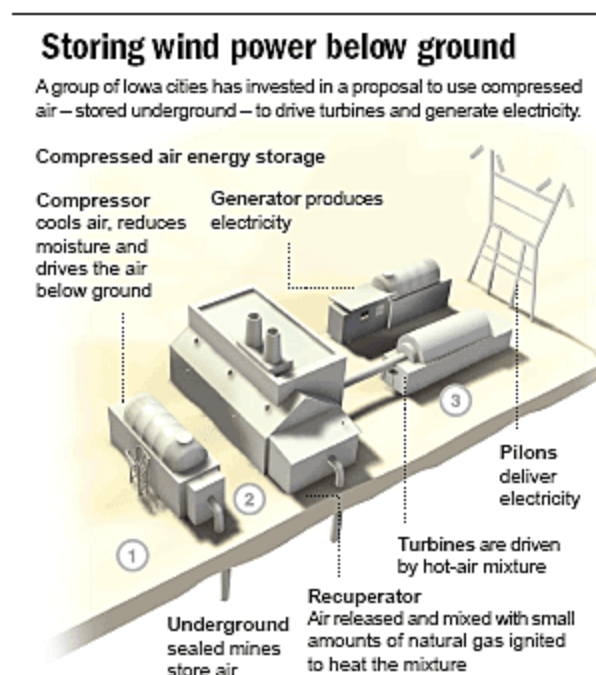 Storing wind power below ground
A group of Iowa cities has invested in a proposal to use compressed
air – stored underground – to drive turbines and generate electricity.
Compressed air energy storage
Compressor
cools air, reduces
moisture and
drives the air
below ground
Generator produces
electricity
3
Pilons
deliver
electricity
2
1
Turbines are driven
by hot-air mixture
Recuperator
Air released and mixed with small
amounts of natural gas ignited
to heat the mixture
Underground
sealed mines
store air